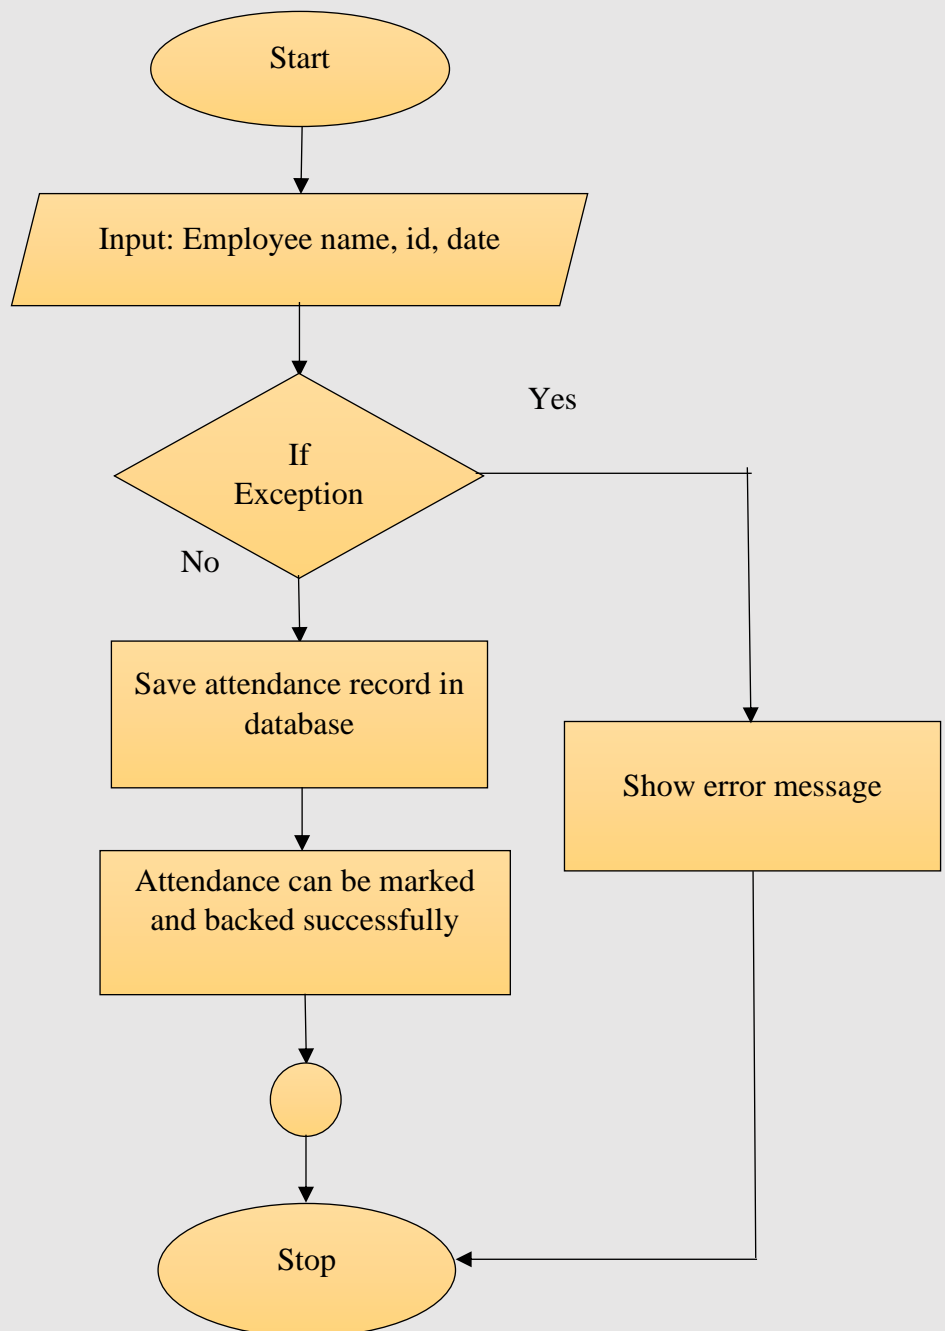 Start
Input: Employee name, id, date
Yes
If
Exception
No
Save attendance record in
database
Show error message
Attendance can be marked
and backed successfully
Stop